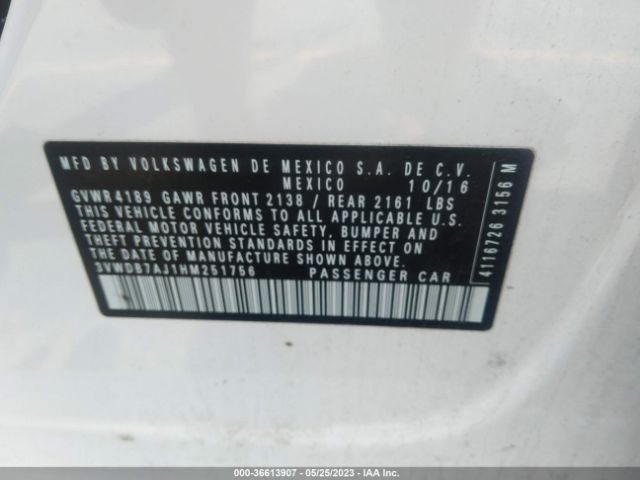 MFD BY VOLKSWAGEN DE MEXICO S.A. DE C.V.
MEXICO 10/16
GVWR4189 GAWR FRONT 2138 / REAR 2161 LBS
THIS VEHICLE CONFORMS TO ALL APPLICABLE U.S.
FEDERAL MOTOR VEHICLE SAFETY, BUMPER AND
THEFT PREVENTION STANDARDS IN EFFECT ON
THE DATE OF MANUFACTURE SHOWN ABOVE.
3VWDB7AJ1HM251756 PASSENGER CAR
4116726 3156 M
000-36613907 - 05/25/2023 - IAAI.com